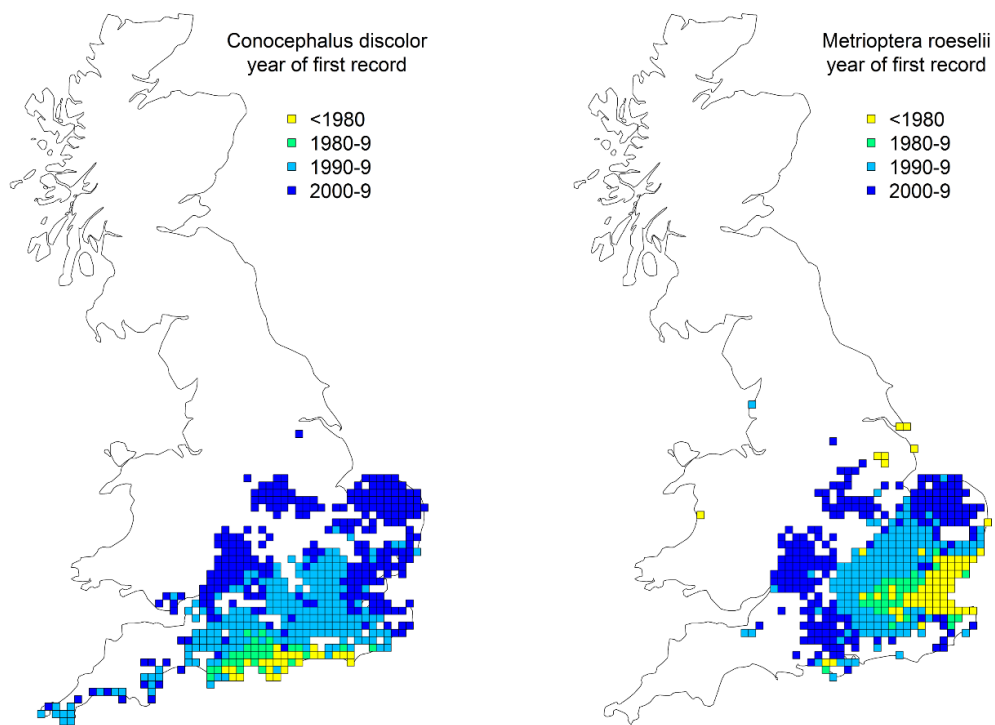 Conocephalus discolor
year of first record
<1980
1980-9
1990-9
2000-9
Metrioptera roeselii
year of first record
<1980
1980-9
1990-9
2000-9